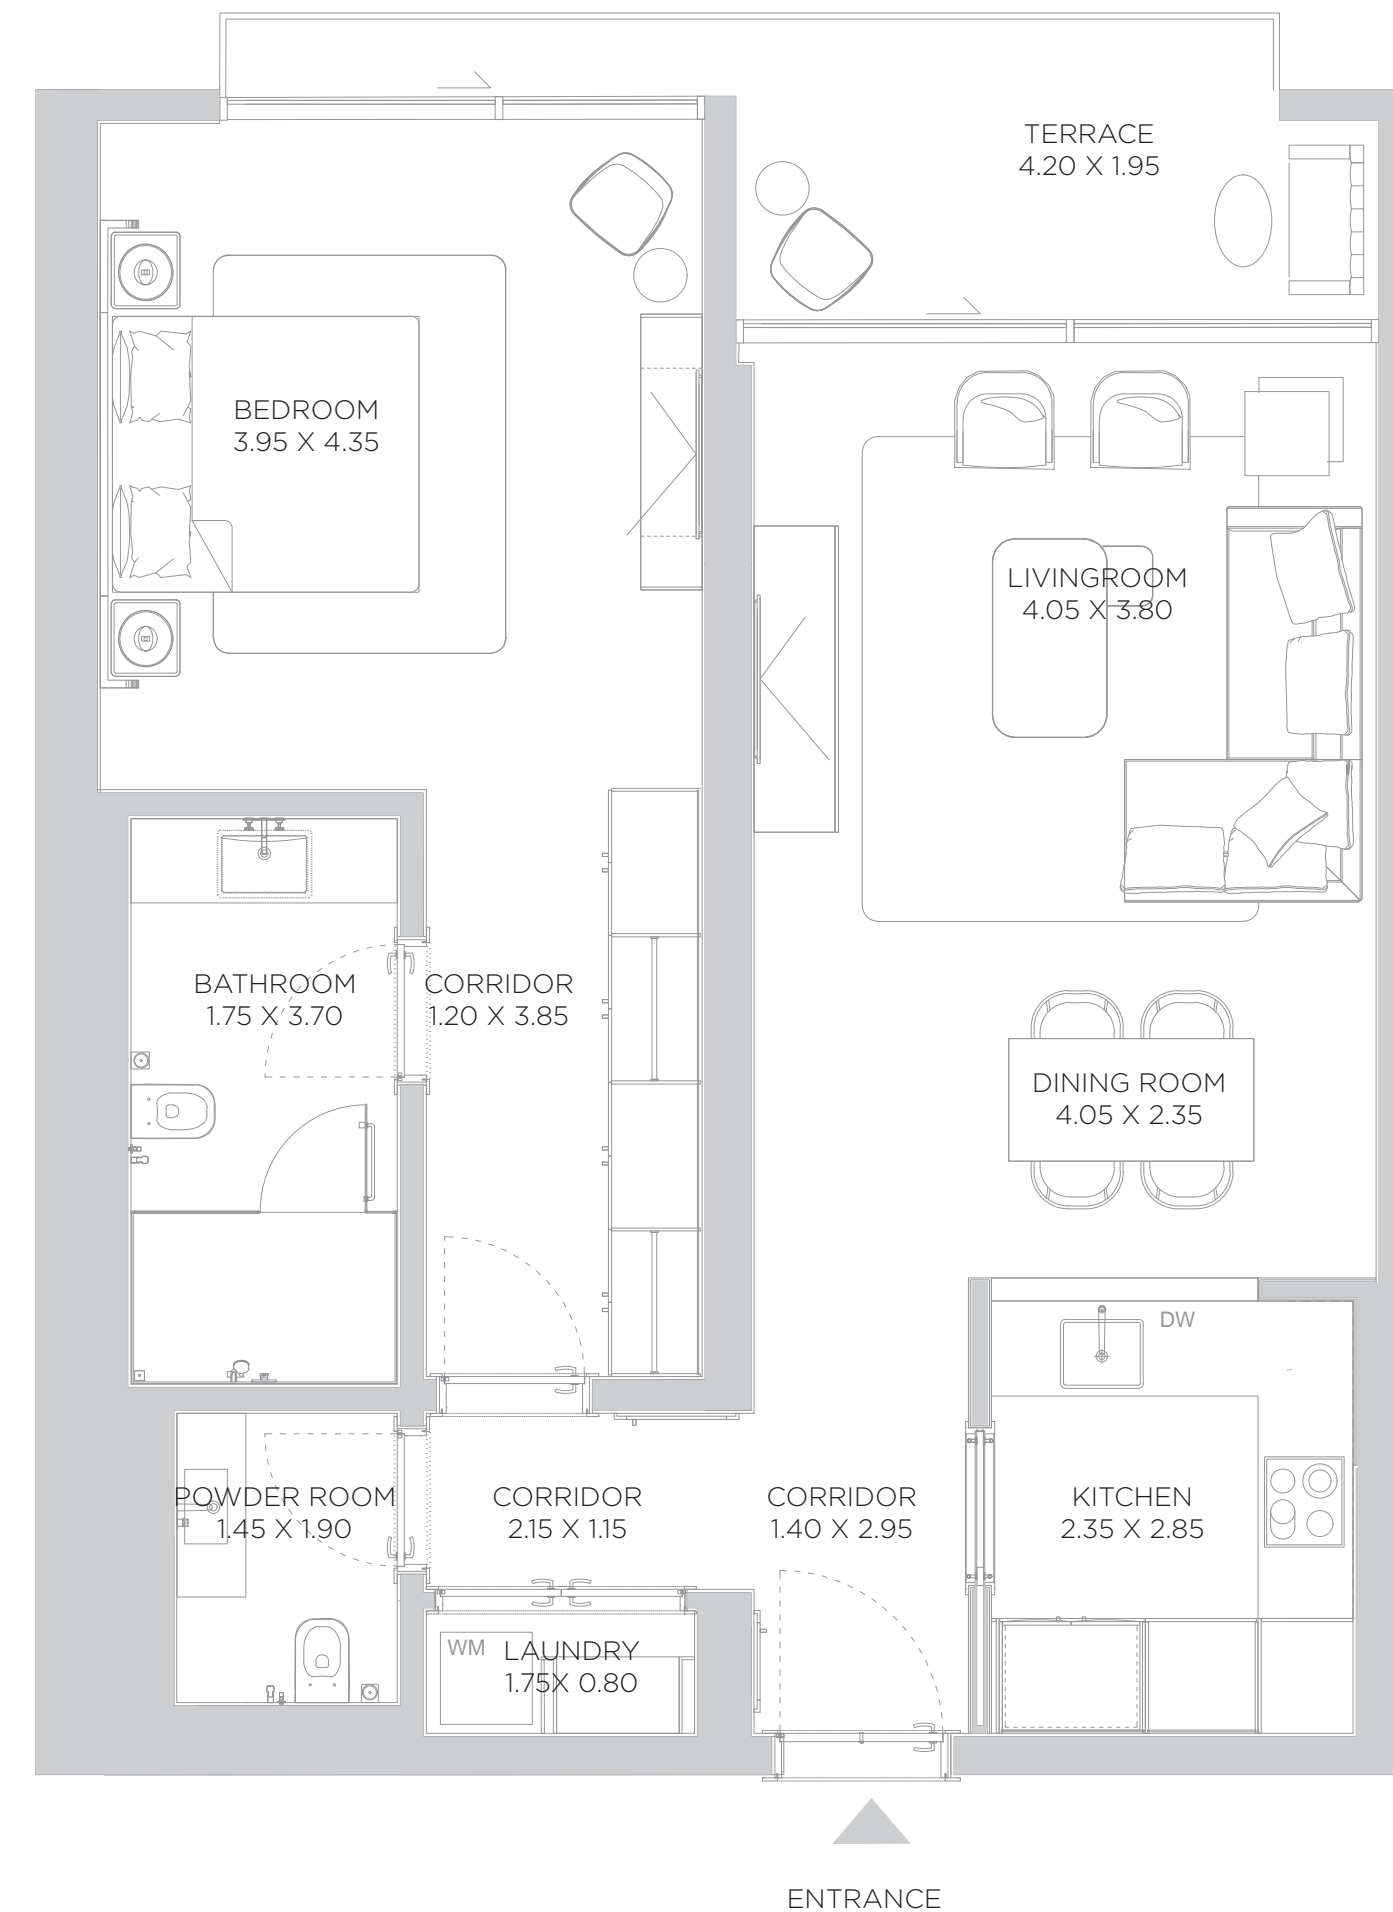 TERRACE
4.20 X 1.95
BEDROOM
3.95 X 4.35
LIVINGROOM
4.05 X 3.80
BATHROOM
1.75 X 3.70
CORRIDOR
1.20 X 3.85
DINING ROOM
4.05 X 2.35
DW
POWDER ROOM
1.45 X 1.90
CORRIDOR
2.15 X 1.15
CORRIDOR
1.40 X 2.95
KITCHEN
2.35 X 2.85
WM
LAUNDRY
1.75X 0.80
ENTRANCE